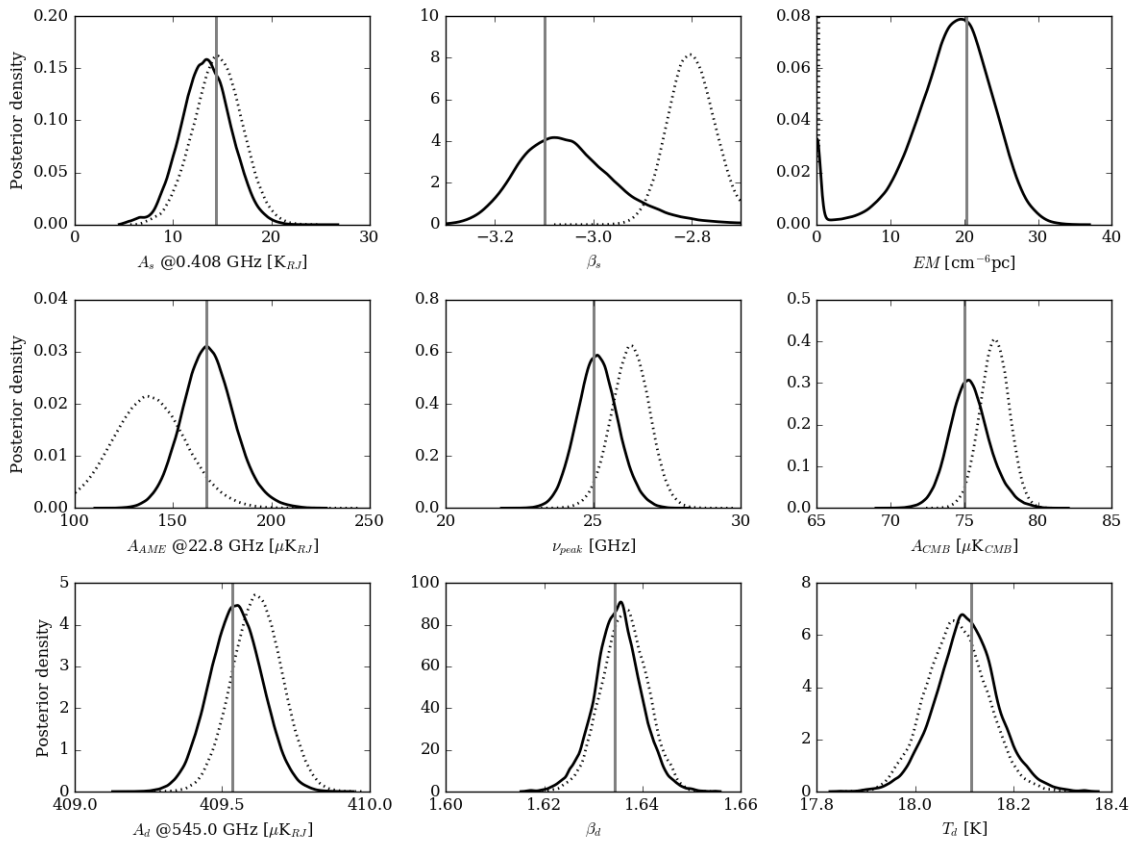 Posterior density
0.20
0.15
0.10
0.05
0.00
0 10 20 30
A_s @0.408 GHz [K_RJ]
10
8
6
4
2
0
−3.2 −3.0 −2.8
β_s
0.08
0.06
0.04
0.02
0.00
0 10 20 30 40
EM [cm⁻⁶pc]
Posterior density
0.04
0.03
0.02
0.01
0.00
100 150 200 250
A_AME @22.8 GHz [μK_RJ]
0.8
0.6
0.4
0.2
0.0
20 25 30
ν_peak [GHz]
0.5
0.4
0.3
0.2
0.1
0.0
65 70 75 80 85
A_CMB [μK_CMB]
Posterior density
5
4
3
2
1
0
409.0 409.5 410.0
A_d @545.0 GHz [μK_RJ]
100
80
60
40
20
0
1.60 1.62 1.64 1.66
β_d
8
6
4
2
0
17.8 18.0 18.2 18.4
T_d [K]